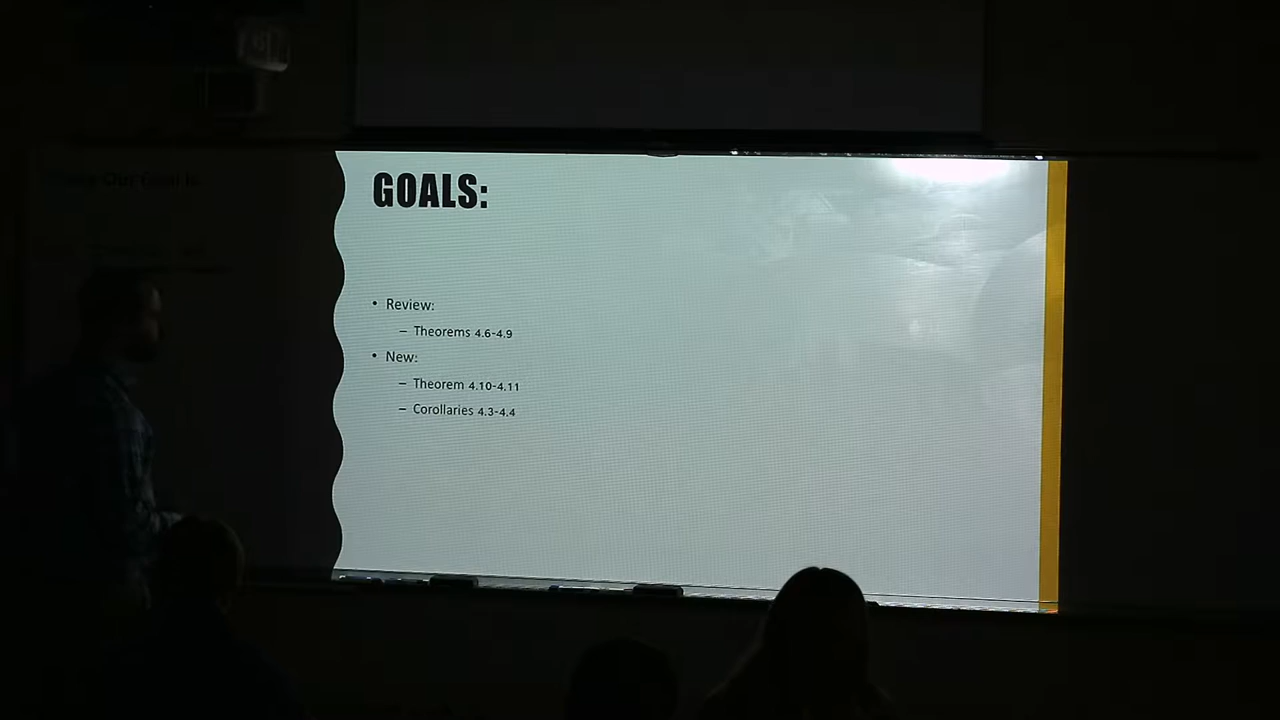 GOALS:
• Review:
– Theorems 4.6-4.9
• New:
– Theorem 4.10-4.11
– Corollaries 4.3-4.4